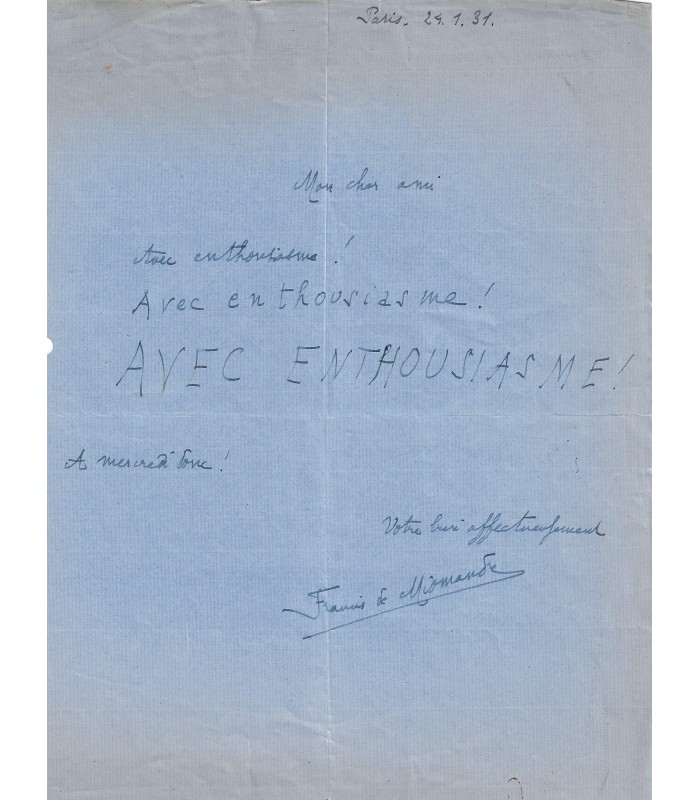 Paris. 29.1.31.
Mon cher ami
Avec enthousiasme !
Avec enthousiasme !
AVEC ENTHOUSIASME !
A mercredi donc !
Votre bien affectueusement
Francis de Miomandre